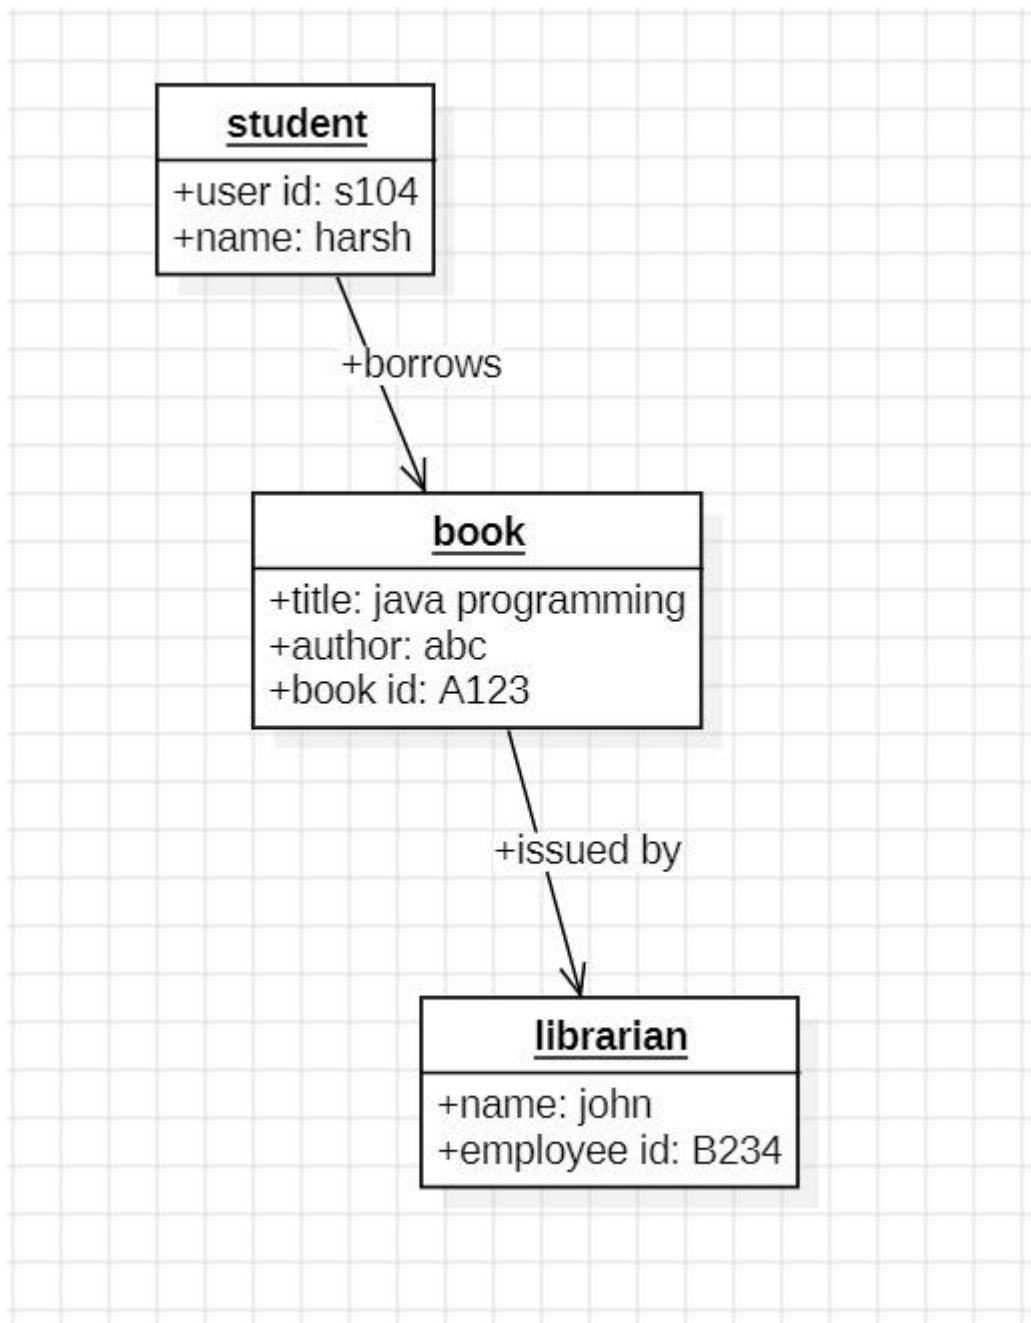 student
+user id: s104
+name: harsh
+borrows
book
+title: java programming
+author: abc
+book id: A123
+issued by
librarian
+name: john
+employee id: B234